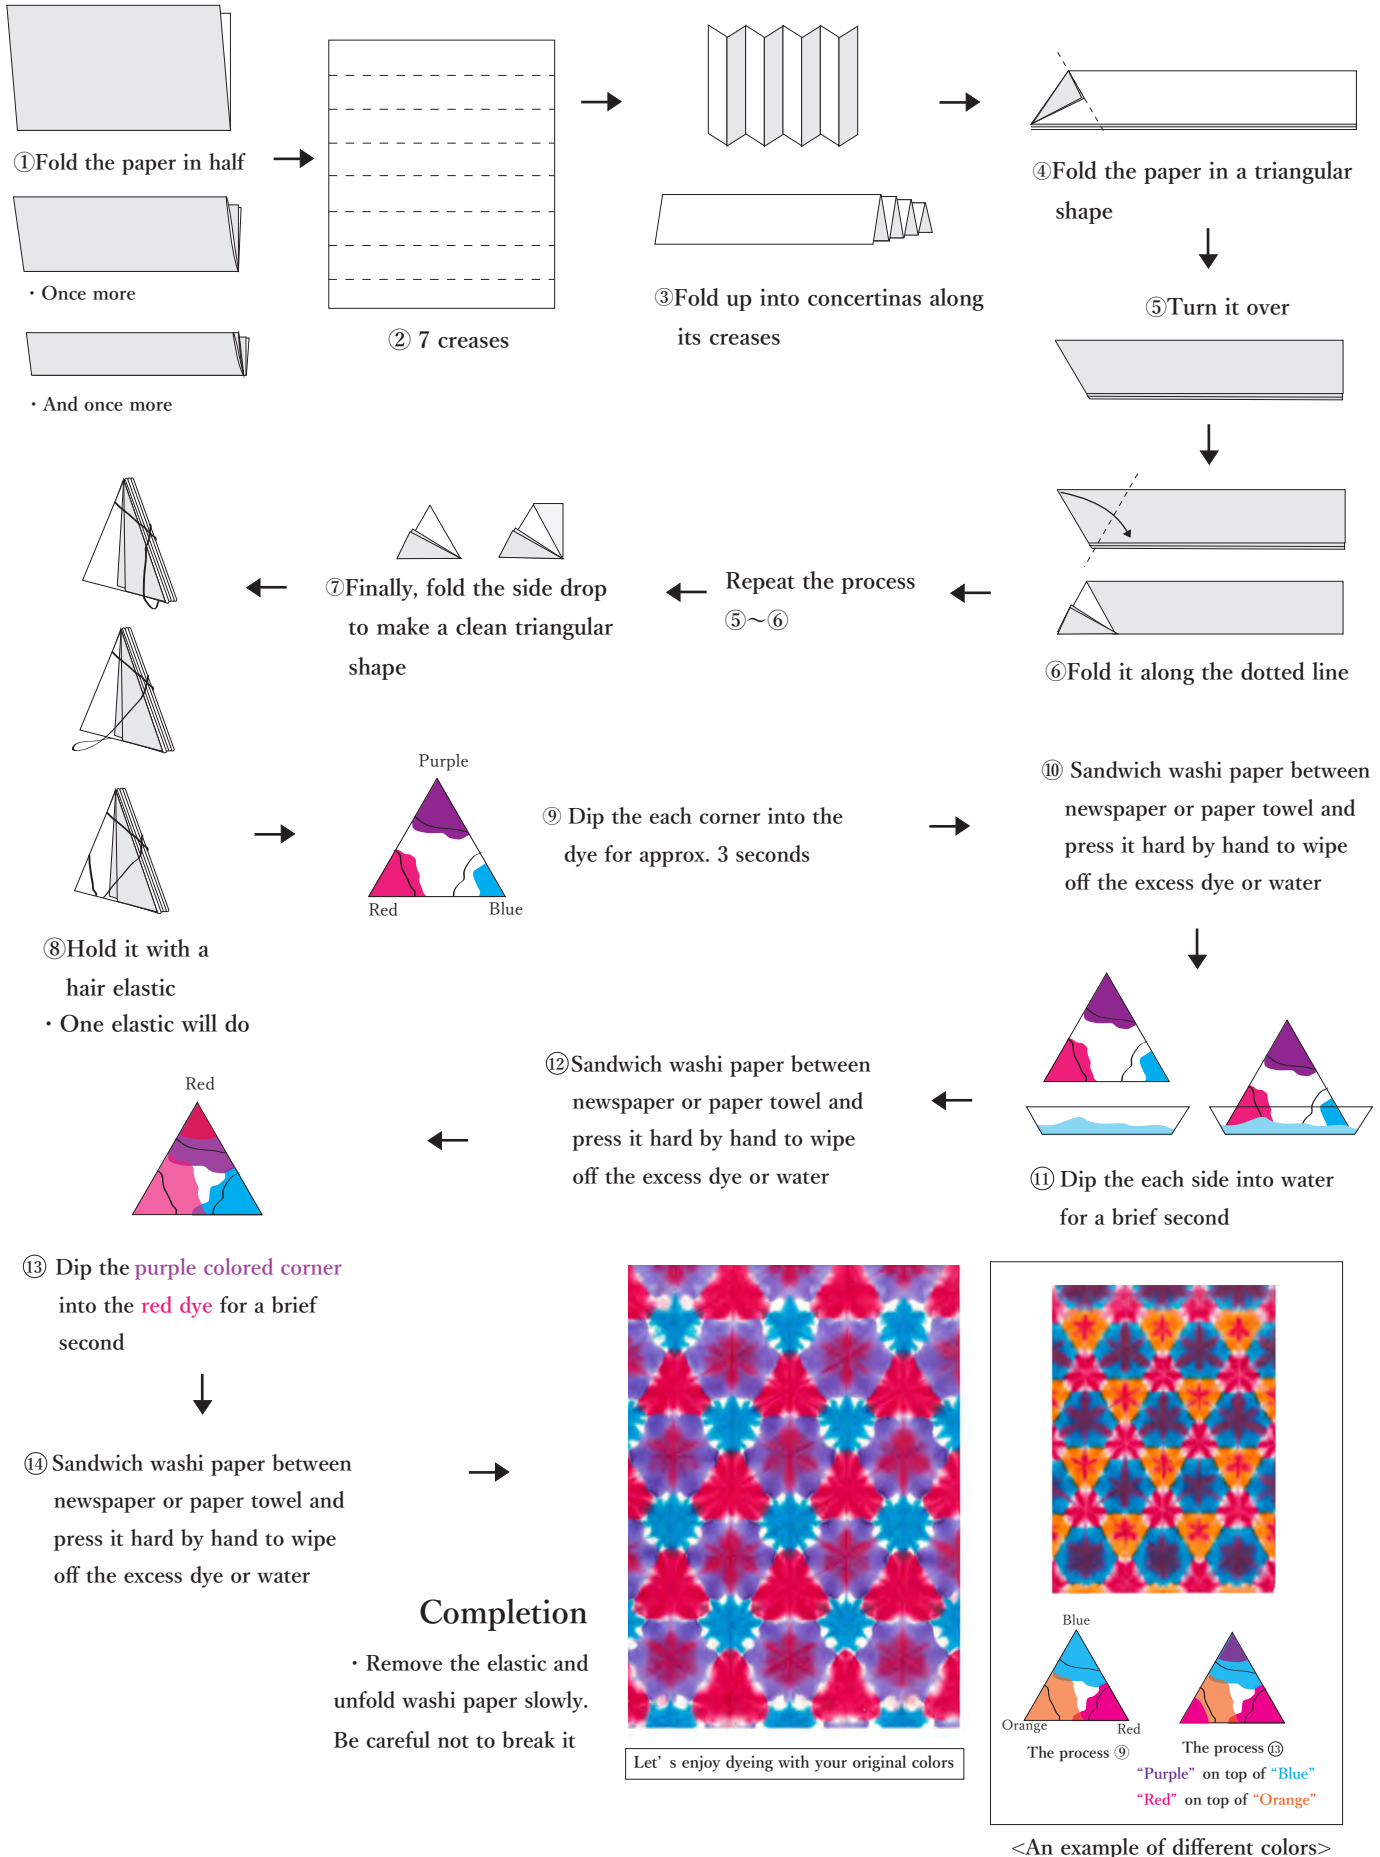 ①Fold the paper in half
・Once more
・And once more
② 7 creases
③Fold up into concertinas along
its creases
④Fold the paper in a triangular
shape
⑤Turn it over
⑥Fold it along the dotted line
Repeat the process
⑤～⑥
⑦Finally, fold the side drop
to make a clean triangular
shape
⑧Hold it with a
hair elastic
・One elastic will do
Purple
Red
Blue
⑨ Dip the each corner into the
dye for approx. 3 seconds
⑩ Sandwich washi paper between
newspaper or paper towel and
press it hard by hand to wipe
off the excess dye or water
⑪ Dip the each side into water
for a brief second
⑫Sandwich washi paper between
newspaper or paper towel and
press it hard by hand to wipe
off the excess dye or water
Red
⑬ Dip the purple colored corner
into the red dye for a brief
second
⑭ Sandwich washi paper between
newspaper or paper towel and
press it hard by hand to wipe
off the excess dye or water
Completion
・Remove the elastic and
unfold washi paper slowly.
Be careful not to break it
Let’ s enjoy dyeing with your original colors
Blue
Orange
Red
The process ⑨
The process ⑬
“Purple” on top of “Blue”
“Red” on top of “Orange”
<An example of different colors>